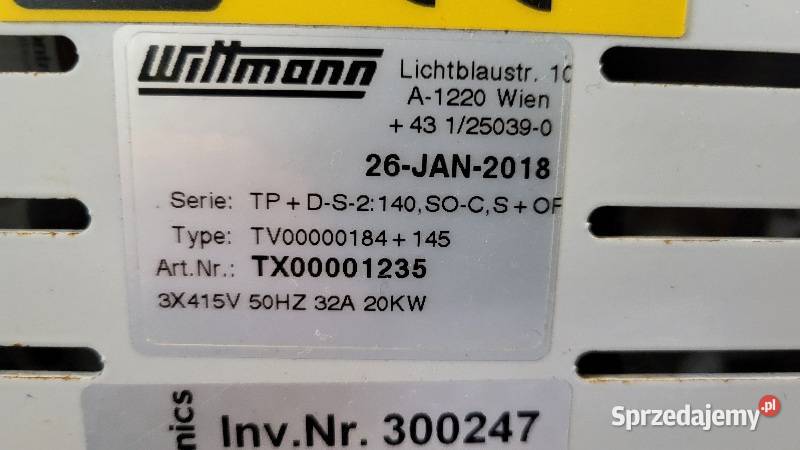 Wittmann
Lichtblaustr. 10
A-1220 Wien
+ 43 1/25039-0
26-JAN-2018
Serie: TP + D-S-2:140, SO-C, S + OF
Type: TV00000184 + 145
Art.Nr.: TX00001235
3X415V 50HZ 32A 20KW
nics
Inv.Nr. 300247
Sprzedajemy.pl